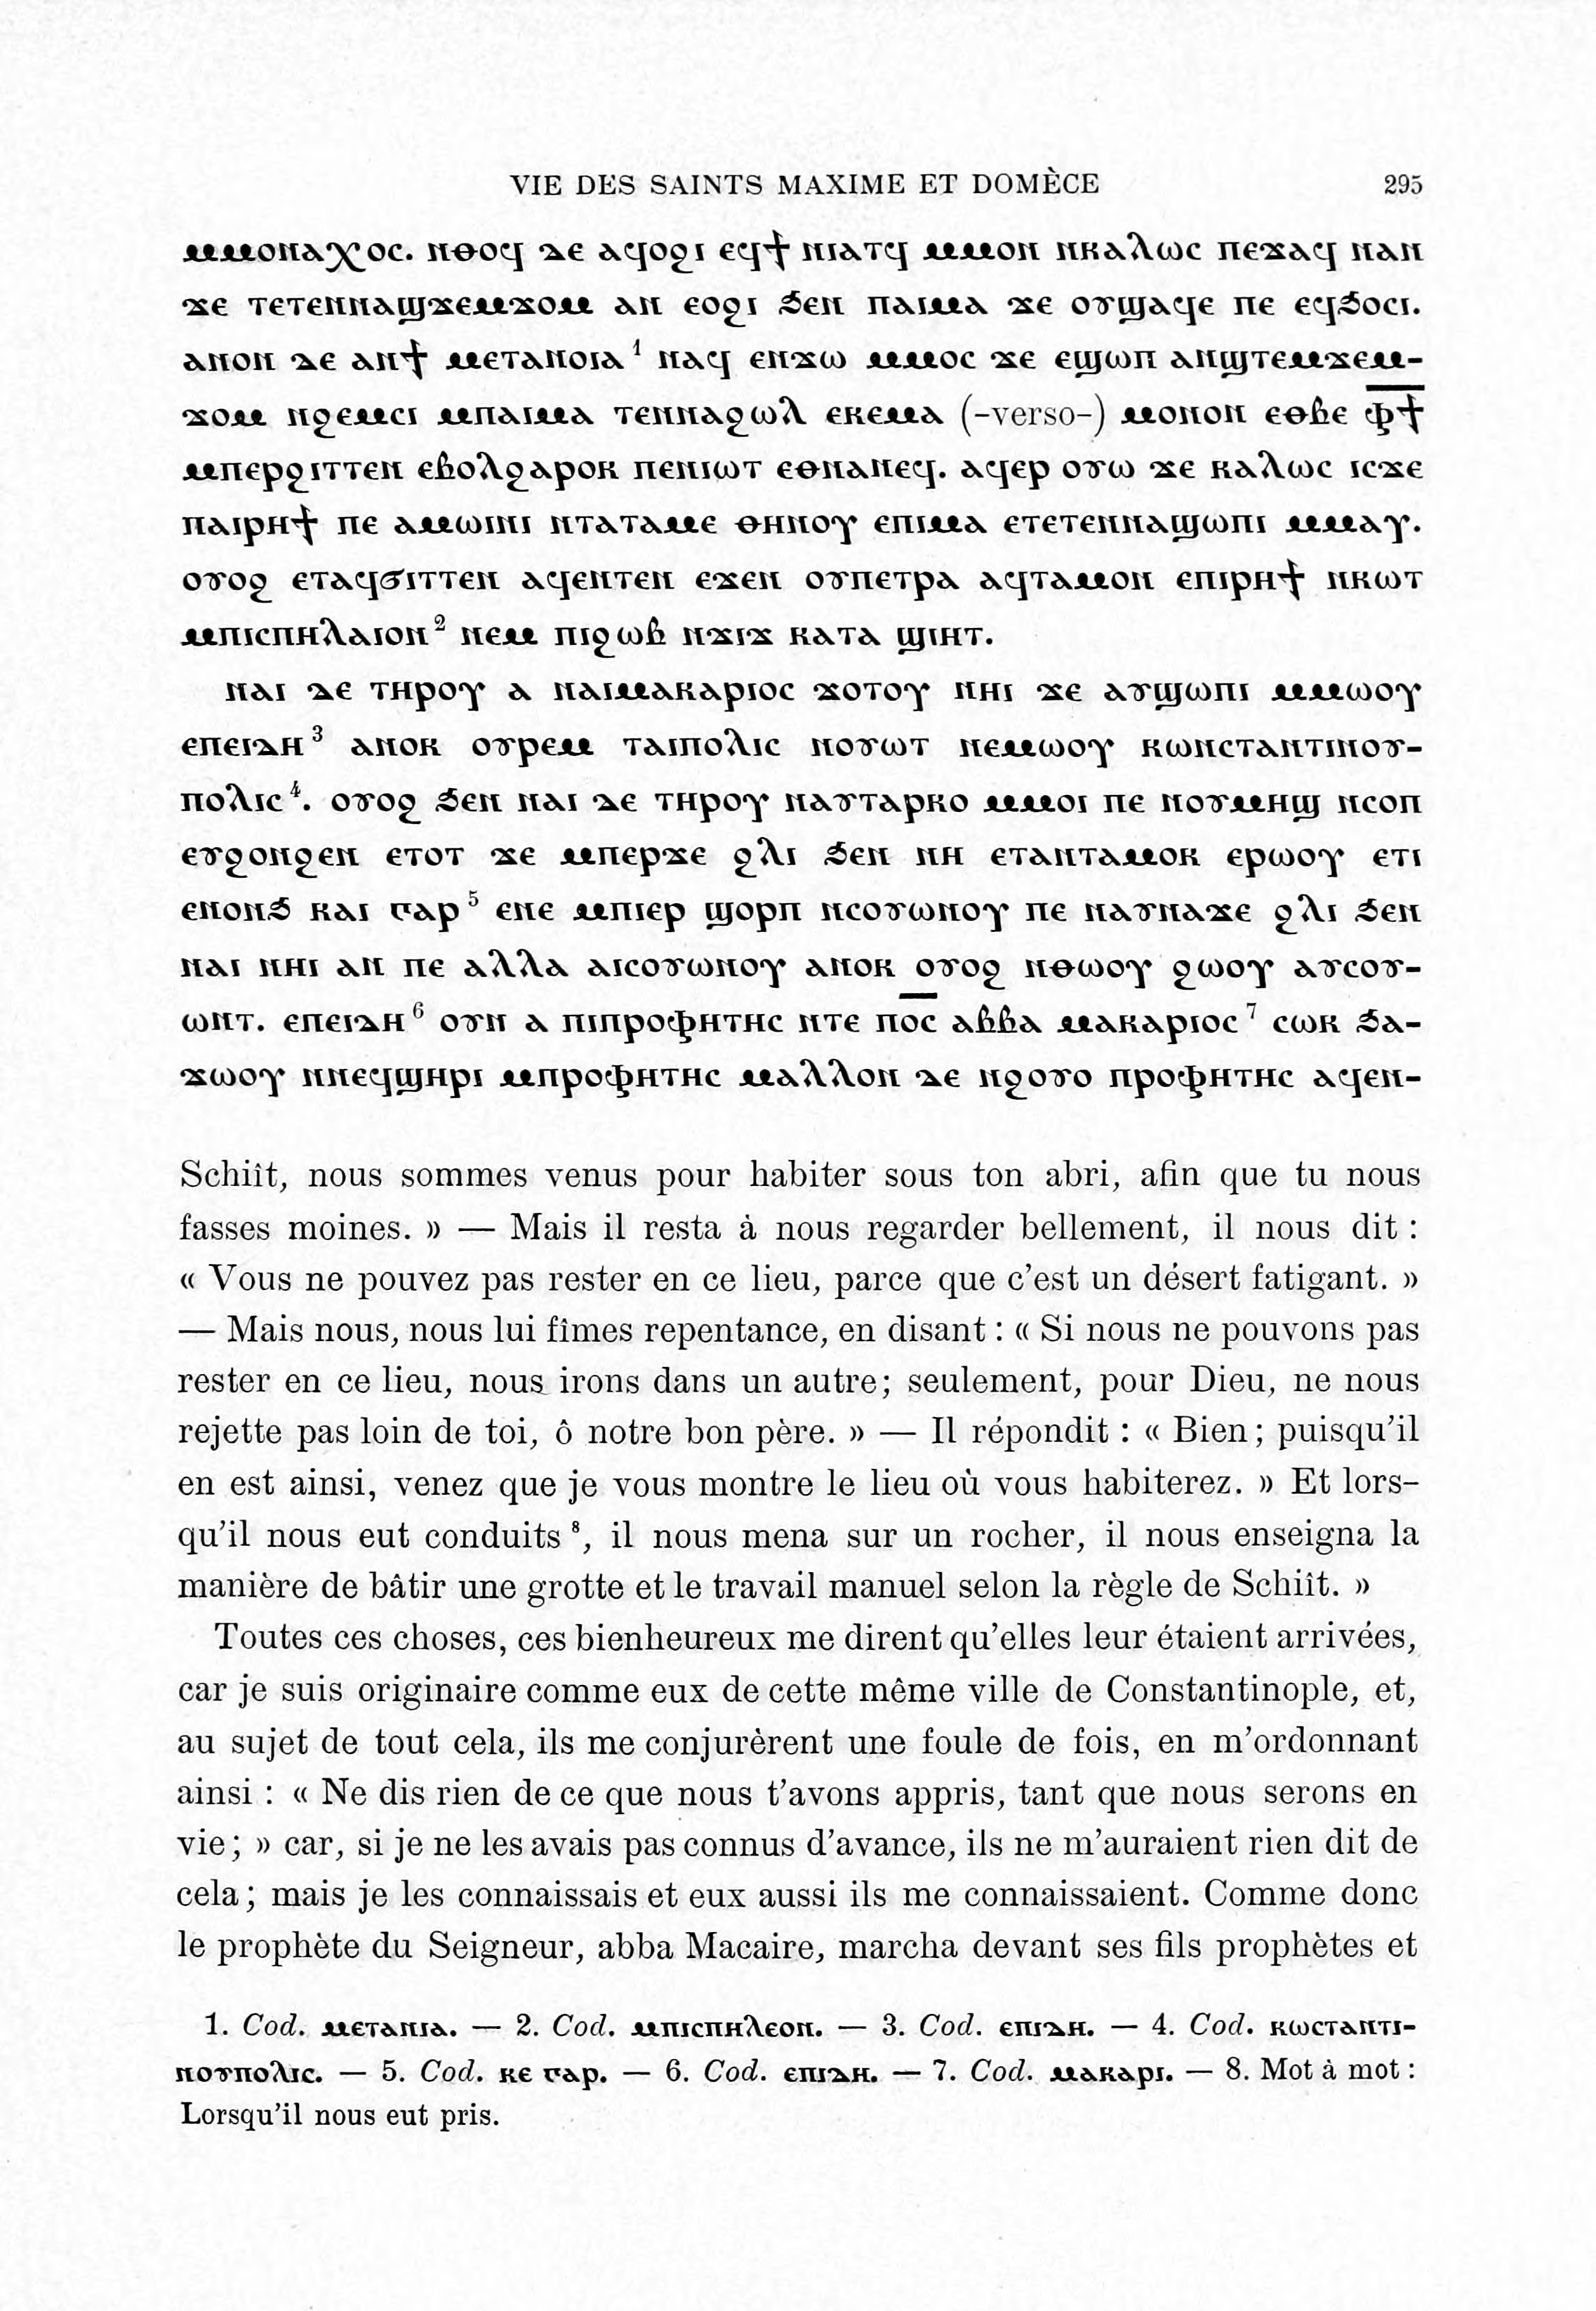 VIE DES SAINTS MAXIME ET DOMÈCE 295
ⲙⲙⲟⲛⲁⲭⲟⲥ. ⲛⲑⲟϥ ⲇⲉ ⲁϥⲟϩⲓ ⲉϥϯ ⲛⲓⲁⲧϥ ⲙⲙⲟⲛ ⲛⲕⲁⲗⲱⲥ ⲡⲉϫⲁϥ ⲛⲁⲛ
ϫⲉ ⲧⲉⲧⲉⲛⲛⲁϣϫⲉⲙϫⲟⲙ ⲁⲛ ⲉⲟϩⲓ ϧⲉⲛ ⲡⲁⲓⲙⲁ ϫⲉ ⲟⲩϣⲁϥⲉ ⲡⲉ ⲉϥϧⲟⲥⲓ.
ⲁⲛⲟⲛ ⲇⲉ ⲁⲛϯ ⲙⲉⲧⲁⲛⲟⲓⲁ¹ ⲛⲁϥ ⲉⲛϫⲱ ⲙⲙⲟⲥ ϫⲉ ⲉϣⲱⲡ ⲁⲛϣⲧⲉⲙϫⲉⲙ-
ϫⲟⲙ ⲛϩⲉⲙⲥⲓ ⲙⲡⲁⲓⲙⲁ ⲧⲉⲛⲛⲁϩⲱⲗ ⲉⲕⲉⲙⲁ (-verso-) ⲙⲟⲛⲟⲛ ⲉⲑⲃⲉ ⲫ̅ϯ̅
ⲙⲡⲉⲣϩⲓⲧⲧⲉⲛ ⲉⲃⲟⲗϩⲁⲣⲟⲕ ⲡⲉⲛⲓⲱⲧ ⲉⲑⲛⲁⲛⲉϥ. ⲁϥⲉⲣ ⲟⲩⲱ ϫⲉ ⲕⲁⲗⲱⲥ ⲓⲥϫⲉ
ⲡⲁⲓⲣⲏϯ ⲡⲉ ⲁⲙⲱⲓⲛⲓ ⲛⲧⲁⲧⲁⲙⲉ ⲑⲏⲛⲟⲩ ⲉⲡⲓⲙⲁ ⲉⲧⲉⲧⲉⲛⲛⲁϣⲱⲡⲓ ⲙⲙⲁⲩ.
ⲟⲩⲟϩ ⲉⲧⲁϥϭⲓⲧⲧⲉⲛ ⲁϥⲉⲛⲧⲉⲛ ⲉϫⲉⲛ ⲟⲩⲡⲉⲧⲣⲁ ⲁϥⲧⲁⲙⲟⲛ ⲉⲡⲓⲣⲏϯ ⲛⲕⲱⲧ
ⲙⲡⲓⲥⲡⲏⲗⲁⲓⲟⲛ² ⲛⲉⲙ ⲡⲓϩⲱⲃ ⲛϫⲓϫ ⲕⲁⲧⲁ ϣⲓⲏⲧ.
ⲛⲁⲓ ⲇⲉ ⲧⲏⲣⲟⲩ ⲁ ⲛⲁⲓⲙⲁⲕⲁⲣⲓⲟⲥ ϫⲟⲧⲟⲩ ⲛⲏⲓ ϫⲉ ⲁⲩϣⲱⲡⲓ ⲙⲙⲱⲟⲩ
ⲉⲡⲉⲓⲇⲏ³ ⲁⲛⲟⲕ ⲟⲩⲣⲉⲙ ⲧⲁⲓⲡⲟⲗⲓⲥ ⲛⲟⲩⲱⲧ ⲛⲉⲙⲱⲟⲩ ⲕⲱⲛⲥⲧⲁⲛⲧⲓⲛⲟⲩ-
ⲡⲟⲗⲓⲥ⁴. ⲟⲩⲟϩ ϧⲉⲛ ⲛⲁⲓ ⲇⲉ ⲧⲏⲣⲟⲩ ⲛⲁⲩⲧⲁⲣⲕⲟ ⲙⲙⲟⲓ ⲡⲉ ⲛⲟⲩⲙⲏϣ ⲛⲥⲟⲡ
ⲉⲩϩⲟⲛϩⲉⲛ ⲉⲧⲟⲧ ϫⲉ ⲙⲡⲉⲣϫⲉ ϩⲗⲓ ϧⲉⲛ ⲛⲏ ⲉⲧⲁⲛⲧⲁⲙⲟⲕ ⲉⲣⲱⲟⲩ ⲉⲧⲓ
ⲉⲛⲟⲛϧ ⲕⲁⲓ ⲅⲁⲣ⁵ ⲉⲛⲉ ⲙⲡⲓⲉⲣ ϣⲟⲣⲡ ⲛⲥⲟⲩⲱⲛⲟⲩ ⲡⲉ ⲛⲁⲩⲛⲁϫⲉ ϩⲗⲓ ϧⲉⲛ
ⲛⲁⲓ ⲛⲏⲓ ⲁⲛ ⲡⲉ ⲁⲗⲗⲁ ⲁⲓⲥⲟⲩⲱⲛⲟⲩ ⲁⲛⲟⲕ ⲟⲩⲟϩ ⲛⲑⲱⲟⲩ ϩⲱⲟⲩ ⲁⲩⲥⲟⲩ-
ⲱⲛⲧ. ⲉⲡⲉⲓⲇⲏ⁶ ⲟⲩⲛ ⲁ ⲡⲓⲡⲣⲟⲫⲏⲧⲏⲥ ⲛⲧⲉ ⲡⲟ̅ⲥ ⲁⲃⲃⲁ ⲙⲁⲕⲁⲣⲓⲟⲥ⁷ ⲥⲱⲕ ϧⲁ-
ϫⲱⲟⲩ ⲛⲛⲉϥϣⲏⲣⲓ ⲙⲡⲣⲟⲫⲏⲧⲏⲥ ⲙⲁⲗⲗⲟⲛ ⲇⲉ ⲛϩⲟⲩⲟ ⲡⲣⲟⲫⲏⲧⲏⲥ ⲁϥⲉⲛ-
Schiît, nous sommes venus pour habiter sous ton abri, afin que tu nous
fasses moines. » — Mais il resta à nous regarder bellement, il nous dit :
« Vous ne pouvez pas rester en ce lieu, parce que c'est un désert fatigant. »
— Mais nous, nous lui fîmes repentance, en disant : « Si nous ne pouvons pas
rester en ce lieu, nous irons dans un autre; seulement, pour Dieu, ne nous
rejette pas loin de toi, ô notre bon père. » — Il répondit : « Bien; puisqu'il
en est ainsi, venez que je vous montre le lieu où vous habiterez. » Et lors-
qu'il nous eut conduits⁸, il nous mena sur un rocher, il nous enseigna la
manière de bâtir une grotte et le travail manuel selon la règle de Schiît. »
Toutes ces choses, ces bienheureux me dirent qu'elles leur étaient arrivées,
car je suis originaire comme eux de cette même ville de Constantinople, et,
au sujet de tout cela, ils me conjurèrent une foule de fois, en m'ordonnant
ainsi : « Ne dis rien de ce que nous t'avons appris, tant que nous serons en
vie; » car, si je ne les avais pas connus d'avance, ils ne m'auraient rien dit de
cela; mais je les connaissais et eux aussi ils me connaissaient. Comme donc
le prophète du Seigneur, abba Macaire, marcha devant ses fils prophètes et
1. Cod. ⲙⲉⲧⲁⲛⲓⲁ. — 2. Cod. ⲙⲡⲓⲥⲡⲏⲗⲉⲟⲛ. — 3. Cod. ⲉⲡⲓⲇⲏ. — 4. Cod. ⲕⲱⲥⲧⲁⲛⲧⲓ-
ⲛⲟⲩⲡⲟⲗⲓⲥ. — 5. Cod. ⲕⲉ ⲅⲁⲣ. — 6. Cod. ⲉⲡⲓⲇⲏ. — 7. Cod. ⲙⲁⲕⲁⲣⲓ. — 8. Mot à mot :
Lorsqu'il nous eut pris.